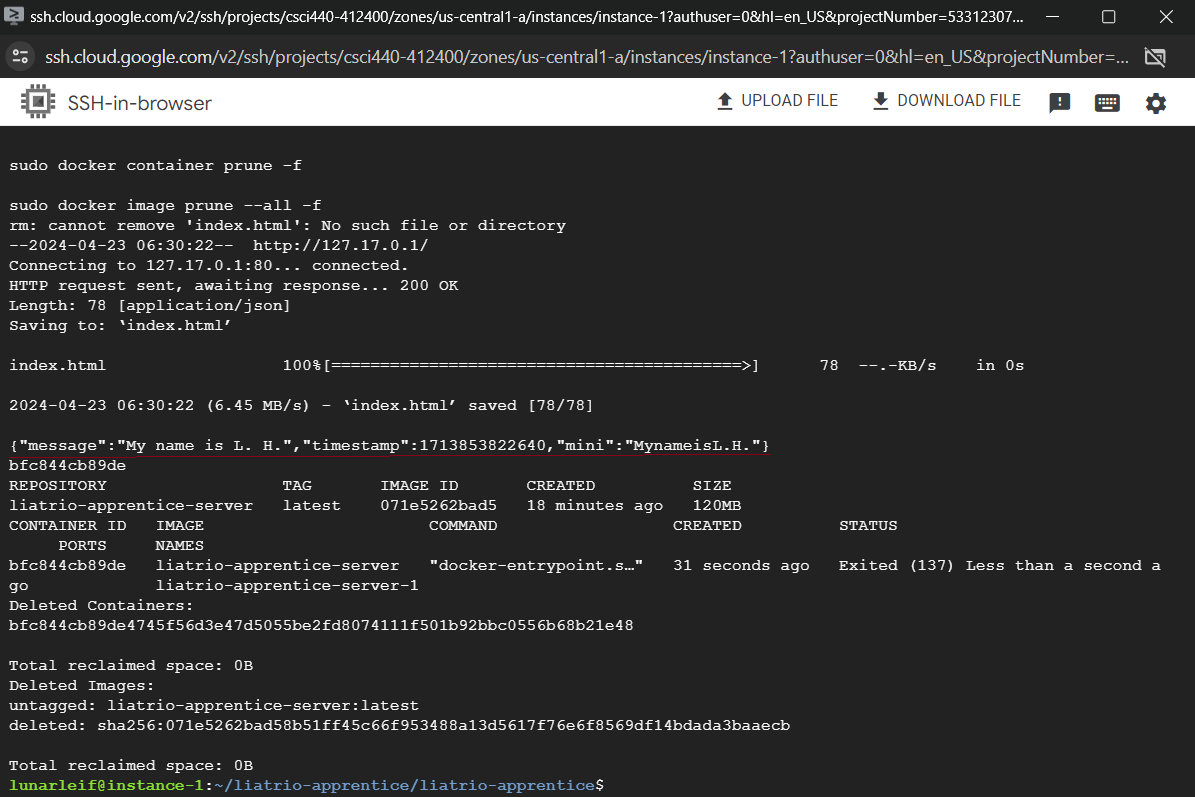 ssh.cloud.google.com/v2/ssh/projects/csci440-412400/zones/us-central1-a/instances/instance-1?authuser=0&hl=en_US&projectNumber=53312307...
ssh.cloud.google.com/v2/ssh/projects/csci440-412400/zones/us-central1-a/instances/instance-1?authuser=0&hl=en_US&projectNumber=...
SSH-in-browser UPLOAD FILE DOWNLOAD FILE
sudo docker container prune -f
sudo docker image prune --all -f
rm: cannot remove 'index.html': No such file or directory
--2024-04-23 06:30:22-- http://127.17.0.1/
Connecting to 127.17.0.1:80... connected.
HTTP request sent, awaiting response... 200 OK
Length: 78 [application/json]
Saving to: ‘index.html’
index.html 100%[==========================================>] 78 --.-KB/s in 0s
2024-04-23 06:30:22 (6.45 MB/s) - ‘index.html’ saved [78/78]
{"message":"My name is L. H.","timestamp":1713853822640,"mini":"MynameisL.H."}
bfc844cb89de
REPOSITORY TAG IMAGE ID CREATED SIZE
liatrio-apprentice-server latest 071e5262bad5 18 minutes ago 120MB
CONTAINER ID IMAGE COMMAND CREATED STATUS
PORTS NAMES
bfc844cb89de liatrio-apprentice-server "docker-entrypoint.s…" 31 seconds ago Exited (137) Less than a second a
go liatrio-apprentice-server-1
Deleted Containers:
bfc844cb89de4745f56d3e47d5055be2fd8074111f501b92bbc0556b68b21e48
Total reclaimed space: 0B
Deleted Images:
untagged: liatrio-apprentice-server:latest
deleted: sha256:071e5262bad58b51ff45c66f953488a13d5617f76e6f8569df14bdada3baaecb
Total reclaimed space: 0B
lunarleif@instance-1:~/liatrio-apprentice/liatrio-apprentice$